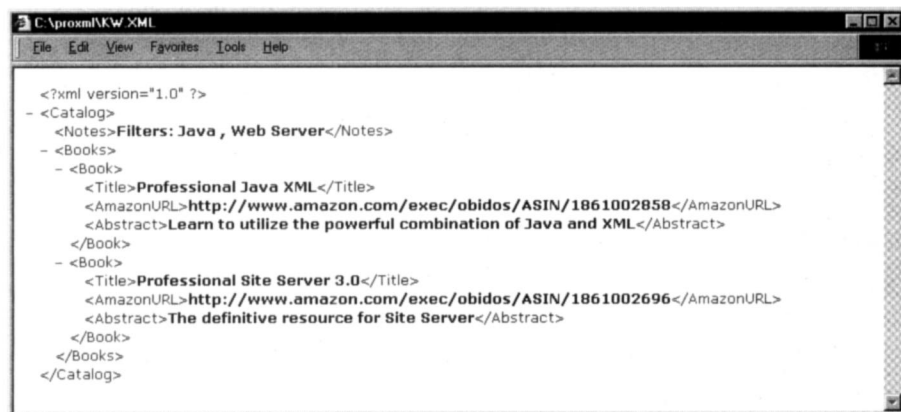 C:\proxml\KW.XML
File Edit View Favorites Tools Help
<?xml version="1.0" ?>
- <Catalog>
<Notes>Filters: Java , Web Server</Notes>
- <Books>
- <Book>
<Title>Professional Java XML</Title>
<AmazonURL>http://www.amazon.com/exec/obidos/ASIN/1861002858</AmazonURL>
<Abstract>Learn to utilize the powerful combination of Java and XML</Abstract>
</Book>
- <Book>
<Title>Professional Site Server 3.0</Title>
<AmazonURL>http://www.amazon.com/exec/obidos/ASIN/1861002696</AmazonURL>
<Abstract>The definitive resource for Site Server</Abstract>
</Book>
</Books>
</Catalog>